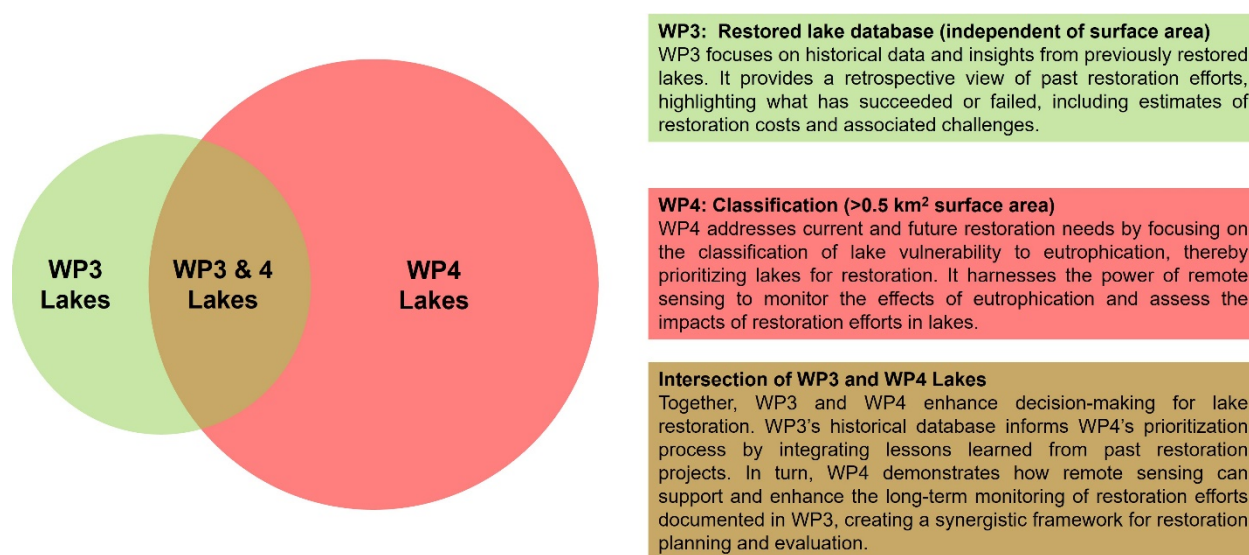 WP3
Lakes
WP3 & 4
Lakes
WP4
Lakes
WP3: Restored lake database (independent of surface area)
WP3 focuses on historical data and insights from previously restored
lakes. It provides a retrospective view of past restoration efforts,
highlighting what has succeeded or failed, including estimates of
restoration costs and associated challenges.
WP4: Classification (>0.5 km² surface area)
WP4 addresses current and future restoration needs by focusing on
the classification of lake vulnerability to eutrophication, thereby
prioritizing lakes for restoration. It harnesses the power of remote
sensing to monitor the effects of eutrophication and assess the
impacts of restoration efforts in lakes.
Intersection of WP3 and WP4 Lakes
Together, WP3 and WP4 enhance decision-making for lake
restoration. WP3's historical database informs WP4's prioritization
process by integrating lessons learned from past restoration
projects. In turn, WP4 demonstrates how remote sensing can
support and enhance the long-term monitoring of restoration efforts
documented in WP3, creating a synergistic framework for restoration
planning and evaluation.